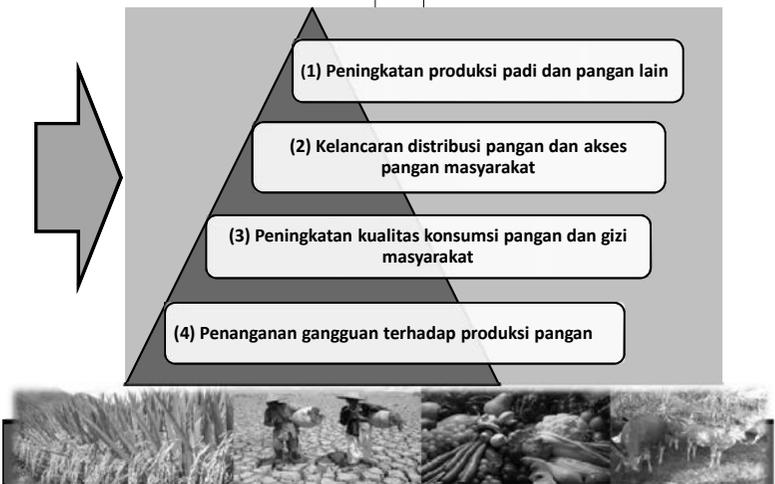 (1) Peningkatan produksi padi dan pangan lain
(2) Kelancaran distribusi pangan dan akses
pangan masyarakat
(3) Peningkatan kualitas konsumsi pangan dan gizi
masyarakat
(4) Penanganan gangguan terhadap produksi pangan